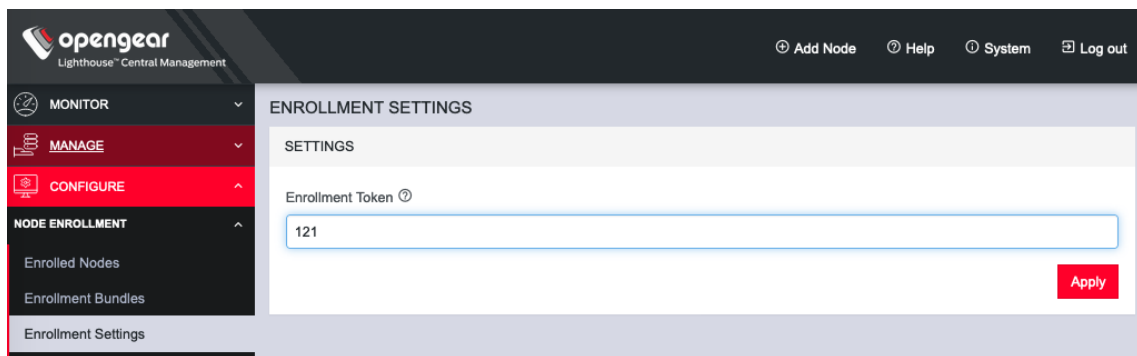 opengear
Lighthouse™ Central Management
Add Node
Help
System
Log out
MONITOR
MANAGE
CONFIGURE
NODE ENROLLMENT
Enrolled Nodes
Enrollment Bundles
Enrollment Settings
ENROLLMENT SETTINGS
SETTINGS
Enrollment Token
121
Apply